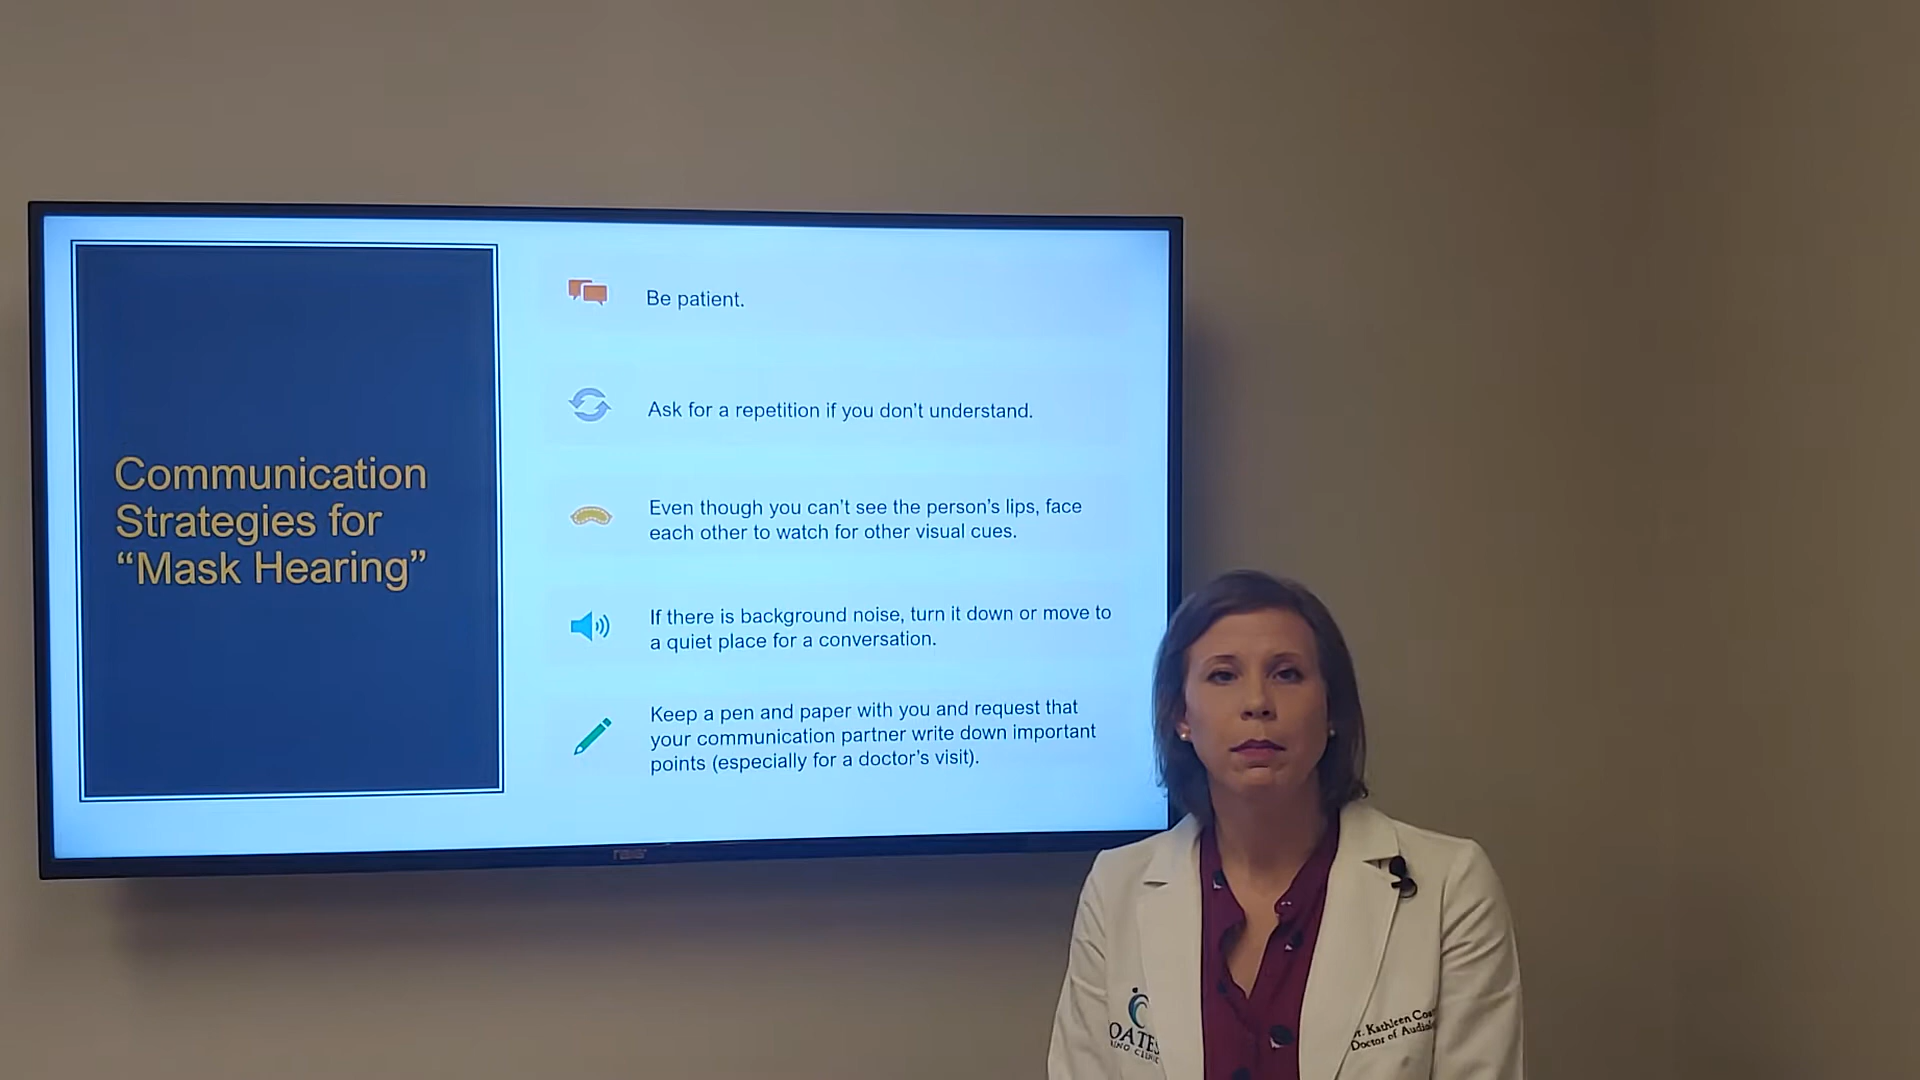 Communication
Strategies for
“Mask Hearing”
Be patient.
Ask for a repetition if you don’t understand.
Even though you can’t see the person’s lips, face
each other to watch for other visual cues.
If there is background noise, turn it down or move to
a quiet place for a conversation.
Keep a pen and paper with you and request that
your communication partner write down important
points (especially for a doctor’s visit).
Kathleen
Doctor of